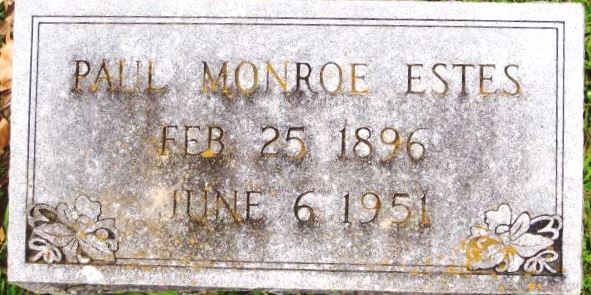 PAUL MONROE ESTES
FEB 25 1896
JUNE 6 1951